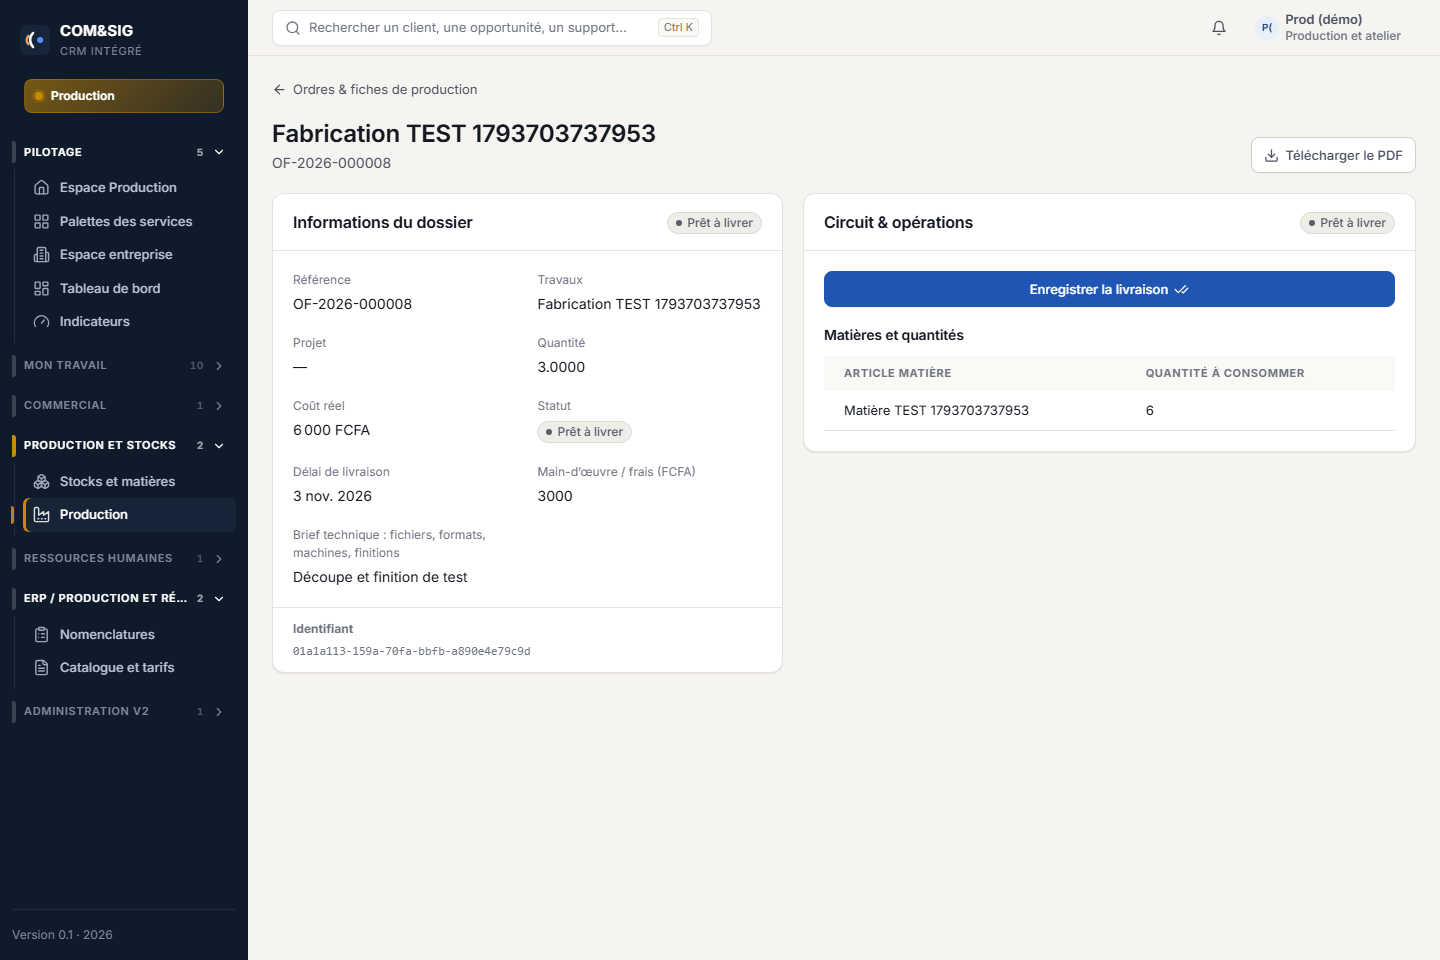 COM&SIG
CRM INTÉGRÉ
Production
PILOTAGE 5
Espace Production
Palettes des services
Espace entreprise
Tableau de bord
Indicateurs
MON TRAVAIL 10
COMMERCIAL 1
PRODUCTION ET STOCKS 2
Stocks et matières
Production
RESSOURCES HUMAINES 1
ERP / PRODUCTION ET RÉ... 2
Nomenclatures
Catalogue et tarifs
ADMINISTRATION V2 1
Version 0.1 · 2026
Rechercher un client, une opportunité, un support... Ctrl K
P(
Prod (démo)
Production et atelier
Ordres & fiches de production
Fabrication TEST 1793703737953
OF-2026-000008
Télécharger le PDF
Informations du dossier Prêt à livrer
Référence Travaux
OF-2026-000008 Fabrication TEST 1793703737953
Projet Quantité
— 3.0000
Coût réel Statut
6 000 FCFA Prêt à livrer
Délai de livraison Main-d'œuvre / frais (FCFA)
3 nov. 2026 3000
Brief technique : fichiers, formats,
machines, finitions
Découpe et finition de test
Identifiant
01a1a113-159a-70fa-bbfb-a890e4e79c9d
Circuit & opérations Prêt à livrer
Enregistrer la livraison
Matières et quantités
ARTICLE MATIÈRE QUANTITÉ À CONSOMMER
Matière TEST 1793703737953 6